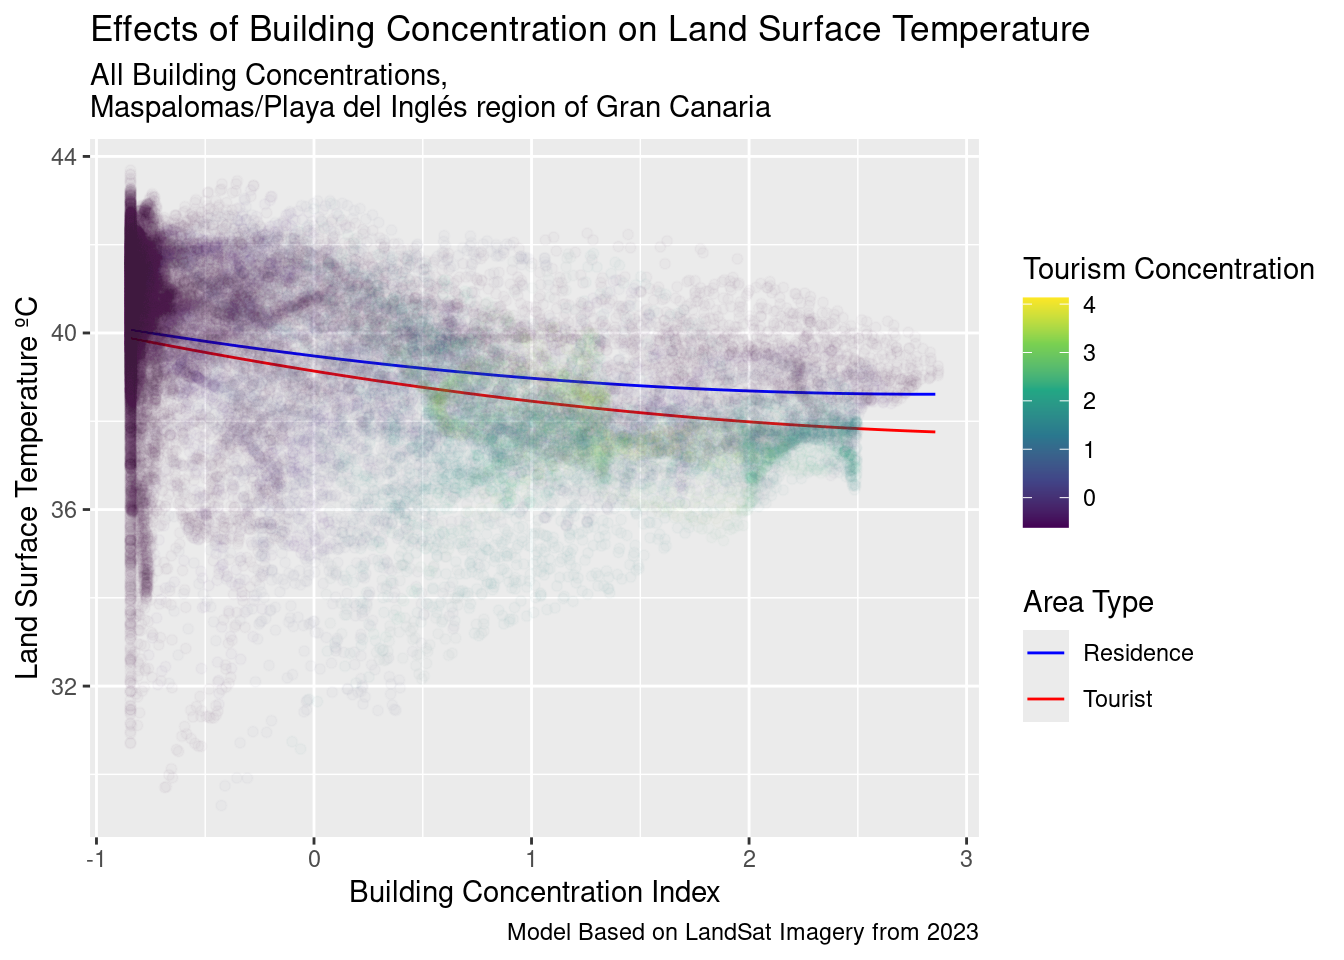 Effects of Building Concentration on Land Surface Temperature
All Building Concentrations,
Maspalomas/Playa del Inglés region of Gran Canaria
Land Surface Temperature ºC
44
40
36
32
-1
0
1
2
3
Building Concentration Index
Model Based on LandSat Imagery from 2023
Tourism Concentration
4
3
2
1
0
Area Type
Residence
Tourist